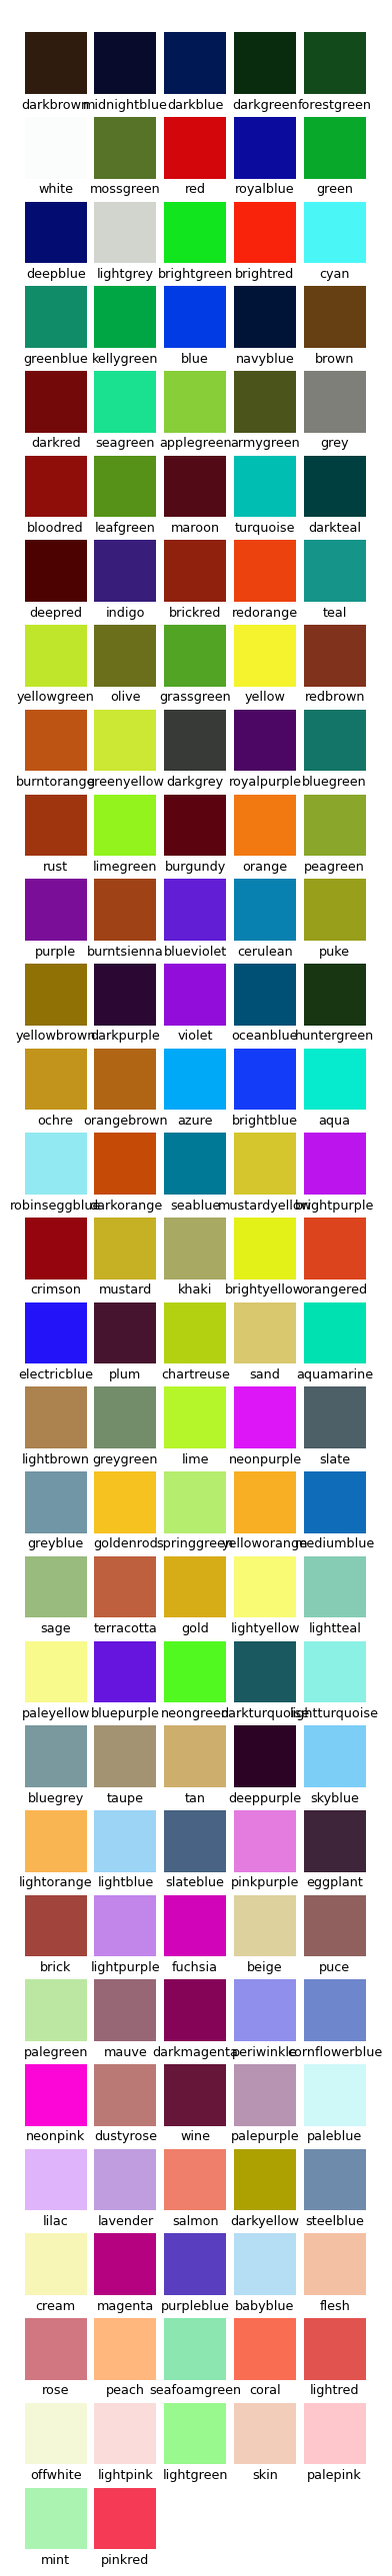 darkbrown midnightblue darkblue darkgreen forestgreen
white mossgreen red royalblue green
deepblue lightgrey brightgreen brightred cyan
greenblue kellygreen blue navyblue brown
darkred seagreen applegreen armygreen grey
bloodred leafgreen maroon turquoise darkteal
deepred indigo brickred redorange teal
yellowgreen olive grassgreen yellow redbrown
burntorange greenyellow darkgrey royalpurple bluegreen
rust limegreen burgundy orange peagreen
purple burntsienna blueviolet cerulean puke
yellowbrown darkpurple violet oceanblue huntergreen
ochre orangebrown azure brightblue aqua
robinseggblue darkorange seablue mustardyellow brightpurple
crimson mustard khaki brightyellow orangered
electricblue plum chartreuse sand aquamarine
lightbrown greygreen lime neonpurple slate
greyblue goldenrod springgreen yelloworange mediumblue
sage terracotta gold lightyellow lightteal
paleyellow bluepurple neongreen darkturquoise lightturquoise
bluegrey taupe tan deeppurple skyblue
lightorange lightblue slateblue pinkpurple eggplant
brick lightpurple fuchsia beige puce
palegreen mauve darkmagenta periwinkle cornflowerblue
neonpink dustyrose wine palepurple paleblue
lilac lavender salmon darkyellow steelblue
cream magenta purpleblue babyblue flesh
rose peach seafoamgreen coral lightred
offwhite lightpink lightgreen skin palepink
mint pinkred